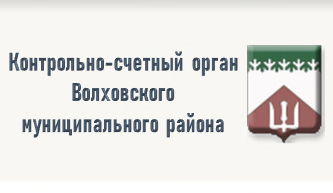 Контрольно-счетный орган
Волховского
муниципального района